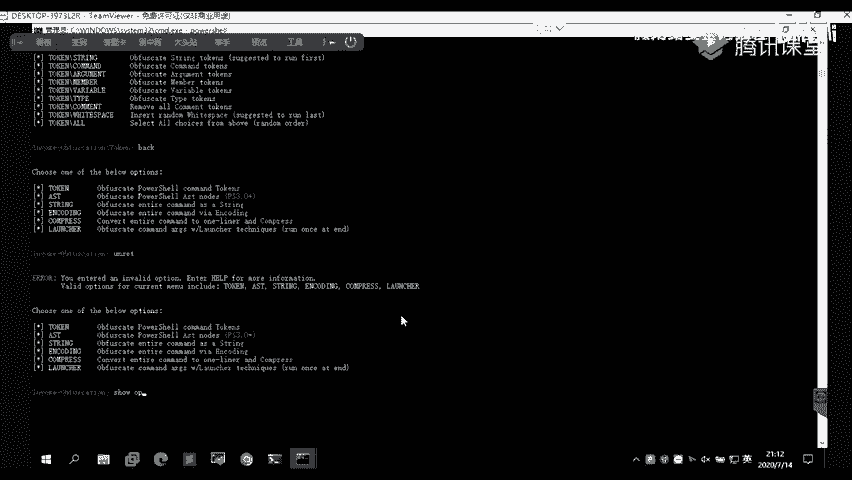 DESKTOP-3973L2R - TeamViewer - 免费许可证(仅非商业用途)
管理员: C:\WINDOWS\system32\cmd.exe - powershell
工具
腾讯课堂
[*] TOKEN\STRING Obfuscate String tokens (suggested to run first)
[*] TOKEN\COMMAND Obfuscate Command tokens
[*] TOKEN\ARGUMENT Obfuscate Argument tokens
[*] TOKEN\MEMBER Obfuscate Member tokens
[*] TOKEN\VARIABLE Obfuscate Variable tokens
[*] TOKEN\TYPE Obfuscate Type tokens
[*] TOKEN\COMMENT Remove all Comment tokens
[*] TOKEN\WHITESPACE Insert random Whitespace (suggested to run last)
[*] TOKEN\ALL Select All choices from above (random order)
Invoke-Obfuscation\Token> back
Choose one of the below options:
[*] TOKEN Obfuscate PowerShell command Tokens
[*] AST Obfuscate PowerShell Ast nodes (PS3.0+)
[*] STRING Obfuscate entire command as a String
[*] ENCODING Obfuscate entire command via Encoding
[*] COMPRESS Convert entire command to one-liner and Compress
[*] LAUNCHER Obfuscate command args w/Launcher techniques (run once at end)
Invoke-Obfuscation> unret
ERROR: You entered an invalid option. Enter HELP for more information.
Valid options for current menu include: TOKEN, AST, STRING, ENCODING, COMPRESS, LAUNCHER
Choose one of the below options:
[*] TOKEN Obfuscate PowerShell command Tokens
[*] AST Obfuscate PowerShell Ast nodes (PS3.0+)
[*] STRING Obfuscate entire command as a String
[*] ENCODING Obfuscate entire command via Encoding
[*] COMPRESS Convert entire command to one-liner and Compress
[*] LAUNCHER Obfuscate command args w/Launcher techniques (run once at end)
Invoke-Obfuscation> show op
英
21:12
2020/7/14